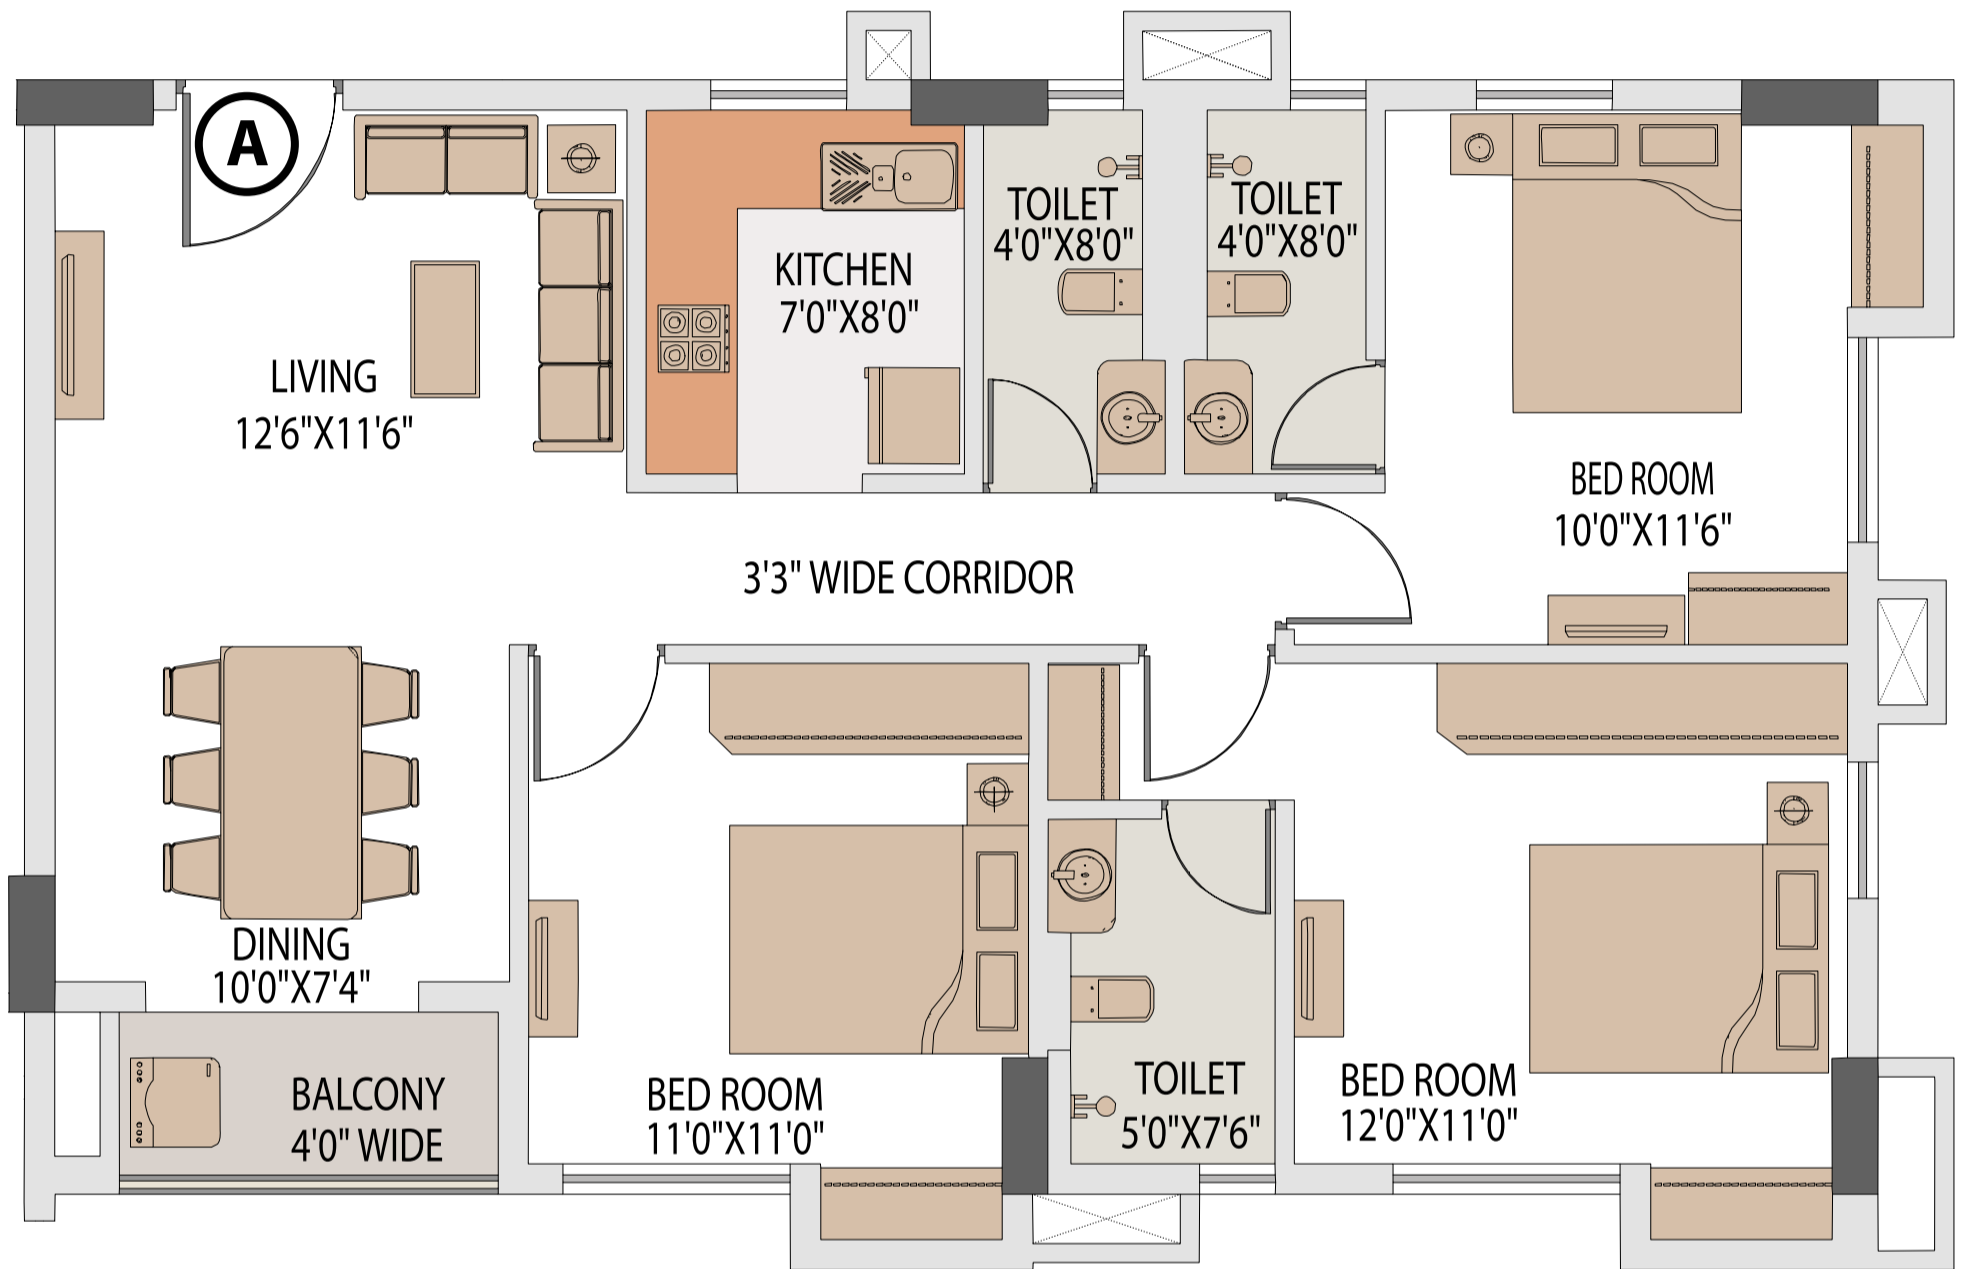 A
TOILET
4'0"X8'0"
TOILET
4'0"X8'0"
KITCHEN
7'0"X8'0"
LIVING
12'6"X11'6"
BED ROOM
10'0"X11'6"
3'3" WIDE CORRIDOR
DINING
10'0"X7'4"
BALCONY
4'0" WIDE
BED ROOM
11'0"X11'0"
TOILET
5'0"X7'6"
BED ROOM
12'0"X11'0"